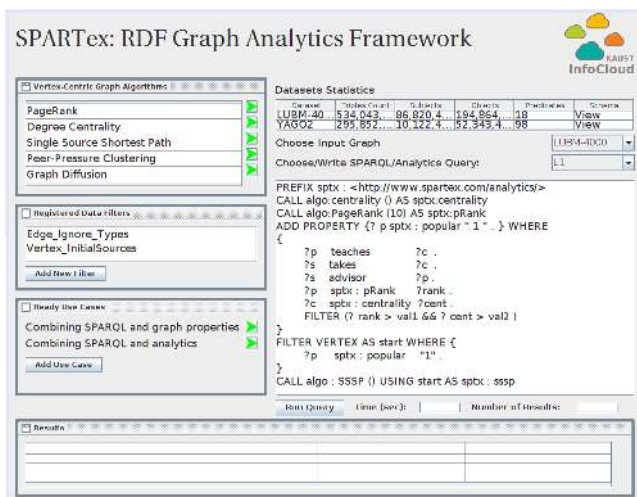 SPARTex: RDF Graph Analytics Framework
KAUST
InfoCloud
Vertex-Centric Graph Algorithms
PageRank
Degree Centrality
Single Source Shortest Path
Peer-Pressure Clustering
Graph Diffusion
Registered Data Filters
Edge_Ignore_Types
Vertex_InitialSources
Add New Filter
Ready Use Cases
Combining SPARQL and graph properties
Combining SPARQL and analytics
Add Use Case
Datasets Statistics
Dataset Triples Count Subjects Objects Predicates Schema
LUBM-40... 534,043,... 86,820,4... 194,864,... 18 View
YAGO2 295,852,... 10,122,4... 52,343,4... 98 View
Choose Input Graph LUBM-4000
Choose/Write SPARQL/Analytics Query: L1
PREFIX sptx : <http://www.spartex.com/analytics/>
CALL algo:centrality () AS sptx:centrality
CALL algo:PageRank (10) AS sptx:pRank
ADD PROPERTY {? p sptx : popular " 1 " . } WHERE
{
?p teaches ?c .
?s takes ?c .
?s advisor ?p .
?p sptx : pRank ?rank .
?c sptx : centrality ?cent .
FILTER (? rank > val1 && ? cent > val2 )
}
FILTER VERTEX AS start WHERE {
?p sptx : popular "1" .
}
CALL algo : SSSP () USING start AS sptx : sssp
Run Query Time (sec): Number of Results:
Results